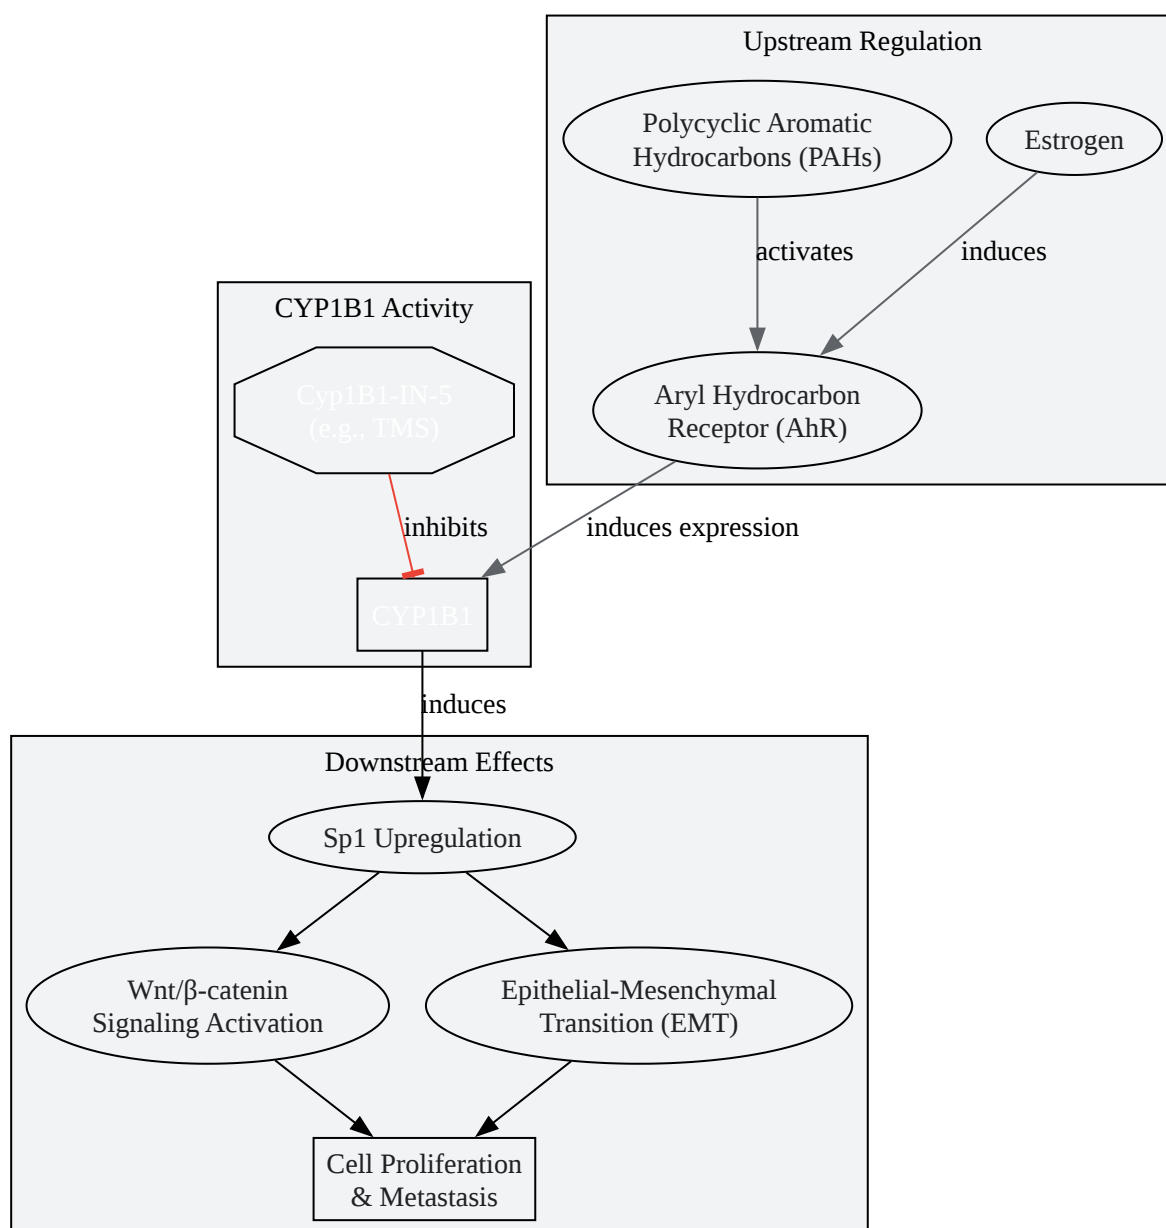 Upstream Regulation
Polycyclic Aromatic
Hydrocarbons (PAHs)
Estrogen
activates
induces
CYP1B1 Activity
Cyp1B1-IN-5
(e.g., TMS)
Aryl Hydrocarbon
Receptor (AhR)
inhibits
induces expression
CYP1B1
induces
Downstream Effects
Sp1 Upregulation
Wnt/β-catenin
Signaling Activation
Epithelial-Mesenchymal
Transition (EMT)
Cell Proliferation
& Metastasis